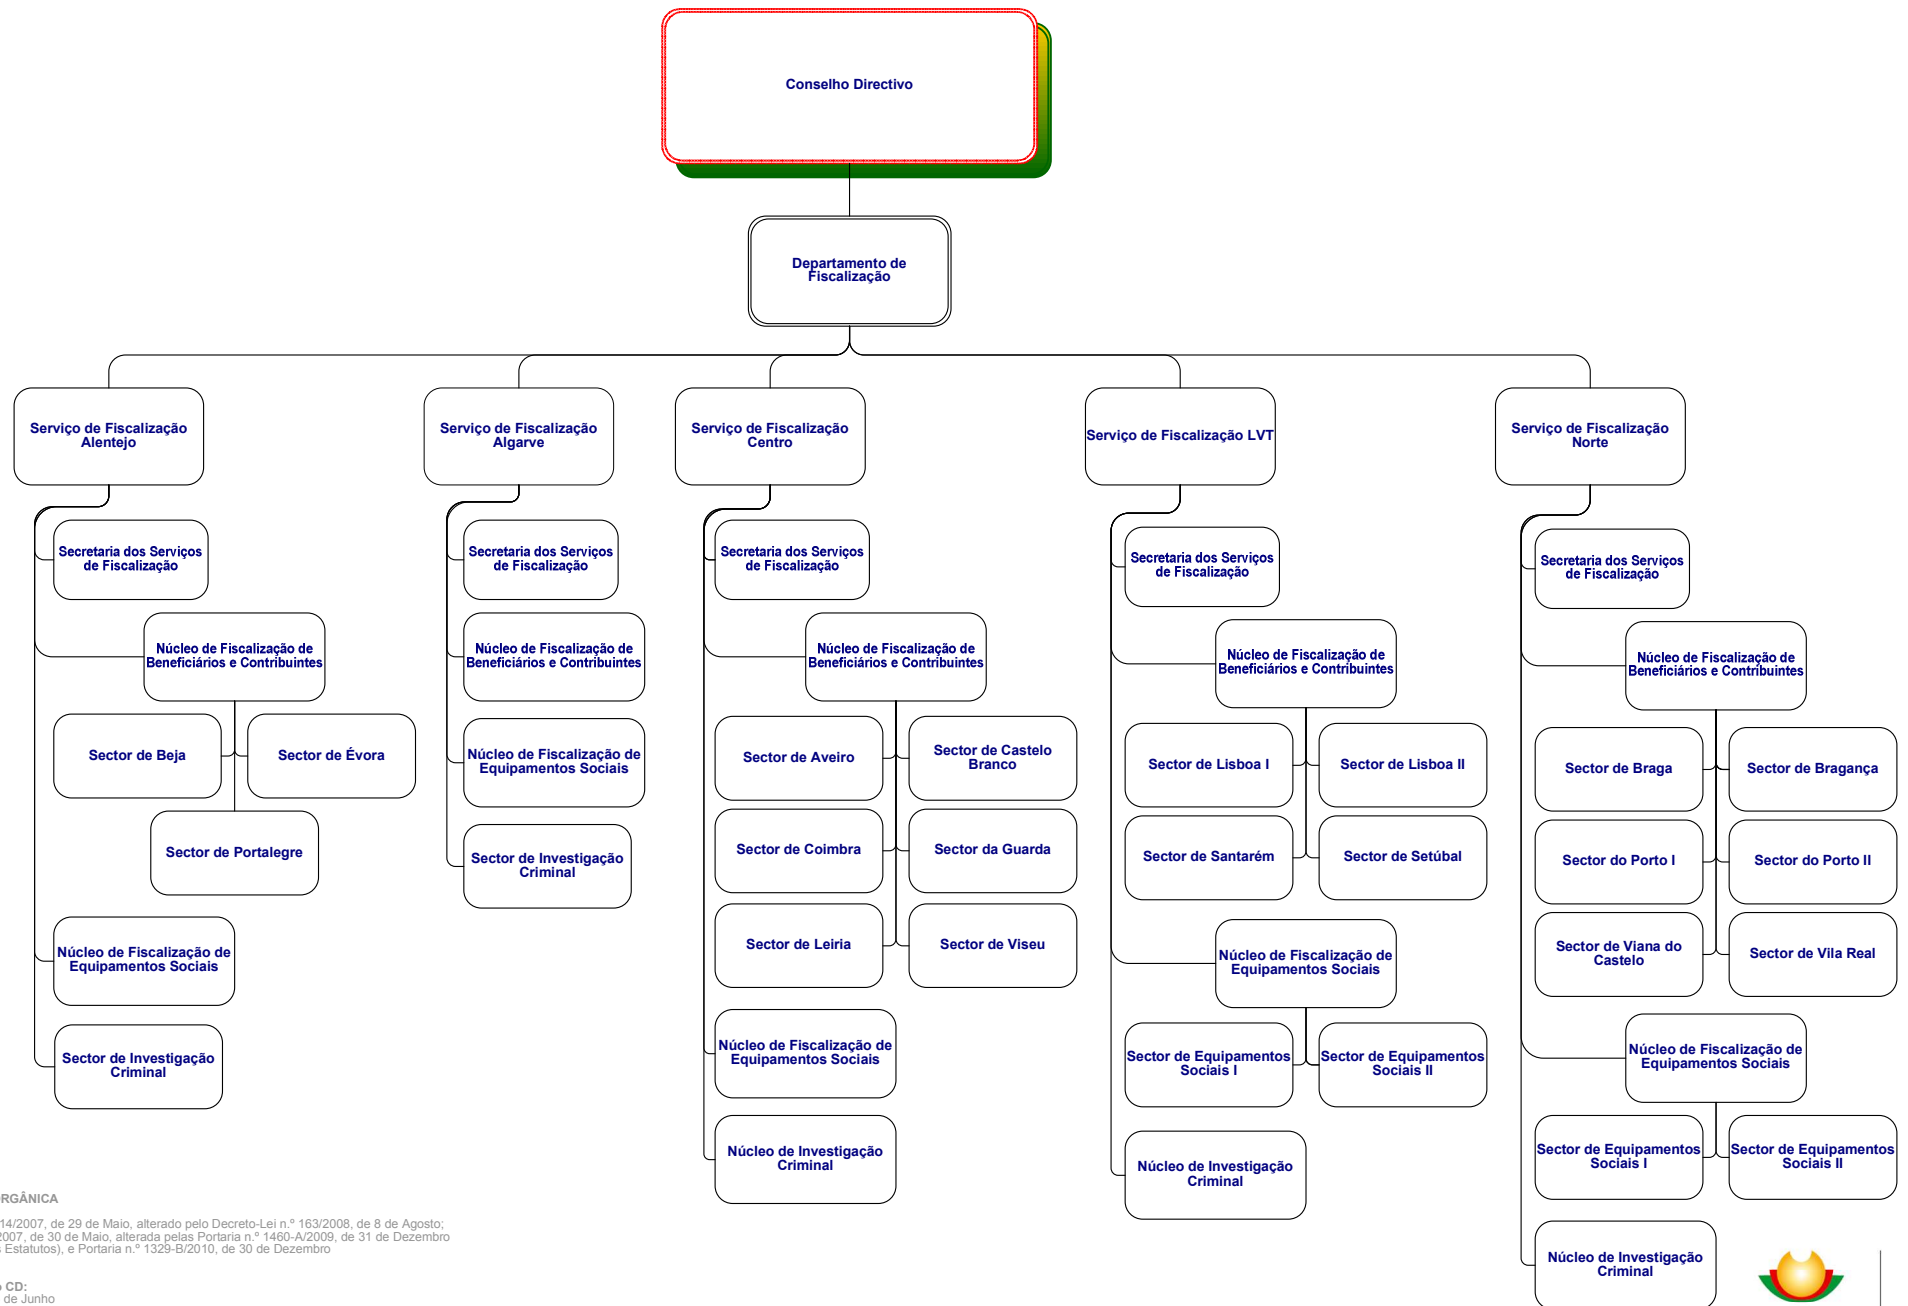 Conselho Directivo
Departamento de
Fiscalização
Serviço de Fiscalização
Alentejo
Serviço de Fiscalização
Algarve
Serviço de Fiscalização
Centro
Serviço de Fiscalização LVT
Serviço de Fiscalização
Norte
Secretaria dos Serviços
de Fiscalização
Núcleo de Fiscalização de
Beneficiários e Contribuintes
Sector de Beja
Sector de Évora
Sector de Portalegre
Núcleo de Fiscalização de
Equipamentos Sociais
Sector de Investigação
Criminal
Secretaria dos Serviços
de Fiscalização
Núcleo de Fiscalização de
Beneficiários e Contribuintes
Núcleo de Fiscalização de
Equipamentos Sociais
Sector de Investigação
Criminal
Secretaria dos Serviços
de Fiscalização
Núcleo de Fiscalização de
Beneficiários e Contribuintes
Sector de Aveiro
Sector de Castelo
Branco
Sector de Coimbra
Sector da Guarda
Sector de Leiria
Sector de Viseu
Núcleo de Fiscalização de
Equipamentos Sociais
Núcleo de Investigação
Criminal
Secretaria dos Serviços
de Fiscalização
Núcleo de Fiscalização de
Beneficiários e Contribuintes
Sector de Lisboa I
Sector de Lisboa II
Sector de Santarém
Sector de Setúbal
Núcleo de Fiscalização de
Equipamentos Sociais
Sector de Equipamentos
Sociais I
Sector de Equipamentos
Sociais II
Núcleo de Investigação
Criminal
Secretaria dos Serviços
de Fiscalização
Núcleo de Fiscalização de
Beneficiários e Contribuintes
Sector de Braga
Sector de Bragança
Sector do Porto I
Sector do Porto II
Sector de Viana do
Castelo
Sector de Vila Real
Núcleo de Fiscalização de
Equipamentos Sociais
Sector de Equipamentos
Sociais I
Sector de Equipamentos
Sociais II
Núcleo de Investigação
Criminal
RGÂNICA
14/2007, de 29 de Maio, alterado pelo Decreto-Lei n.º 163/2008, de 8 de Agosto;
2007, de 30 de Maio, alterada pelas Portaria n.º 1460-A/2009, de 31 de Dezembro
s Estatutos), e Portaria n.º 1329-B/2010, de 30 de Dezembro
CD:
de Junho